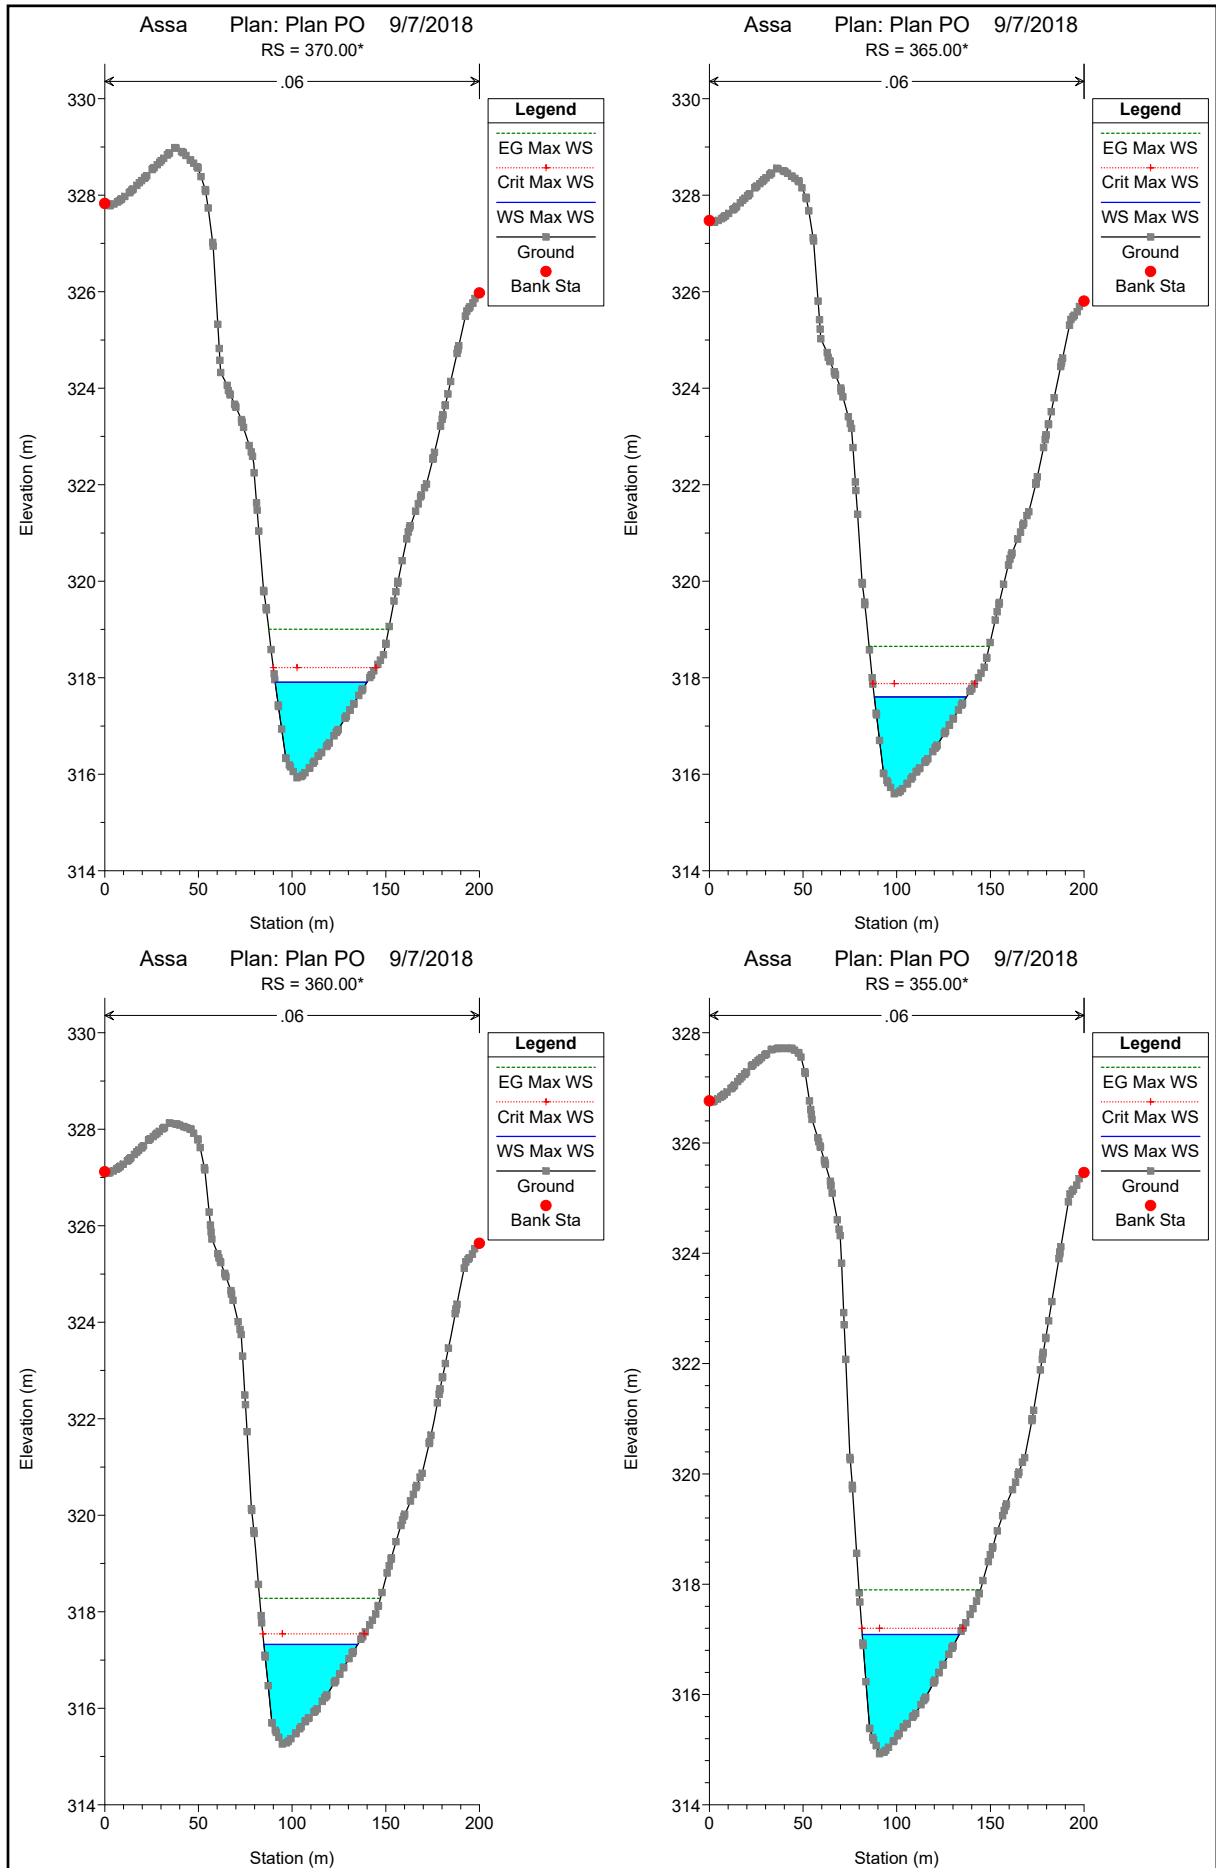 Assa Plan: Plan PO 9/7/2018
RS = 370.00*
.06
330
328
326
324
322
320
318
316
314
Elevation (m)
0 50 100 150 200
Station (m)
Legend
EG Max WS
Crit Max WS
WS Max WS
Ground
Bank Sta
Assa Plan: Plan PO 9/7/2018
RS = 365.00*
.06
330
328
326
324
322
320
318
316
314
Elevation (m)
0 50 100 150 200
Station (m)
Legend
EG Max WS
Crit Max WS
WS Max WS
Ground
Bank Sta
Assa Plan: Plan PO 9/7/2018
RS = 360.00*
.06
330
328
326
324
322
320
318
316
314
Elevation (m)
0 50 100 150 200
Station (m)
Legend
EG Max WS
Crit Max WS
WS Max WS
Ground
Bank Sta
Assa Plan: Plan PO 9/7/2018
RS = 355.00*
.06
328
326
324
322
320
318
316
314
Elevation (m)
0 50 100 150 200
Station (m)
Legend
EG Max WS
Crit Max WS
WS Max WS
Ground
Bank Sta